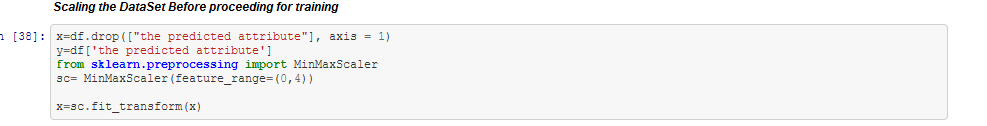 Scaling the DataSet Before proceeding for training
[38]: x=df.drop(["the predicted attribute"], axis = 1)
y=df['the predicted attribute']
from sklearn.preprocessing import MinMaxScaler
sc= MinMaxScaler(feature_range=(0,4))
x=sc.fit_transform(x)